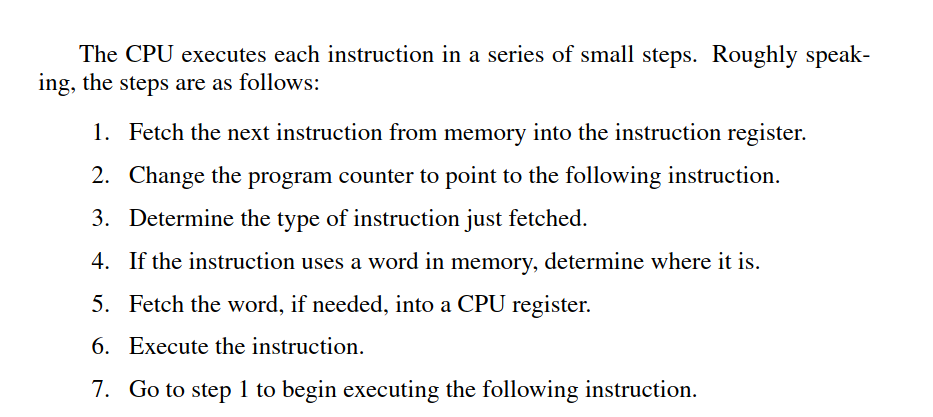 The CPU executes each instruction in a series of small steps. Roughly speak-
ing, the steps are as follows:
1. Fetch the next instruction from memory into the instruction register.
2. Change the program counter to point to the following instruction.
3. Determine the type of instruction just fetched.
4. If the instruction uses a word in memory, determine where it is.
5. Fetch the word, if needed, into a CPU register.
6. Execute the instruction.
7. Go to step 1 to begin executing the following instruction.